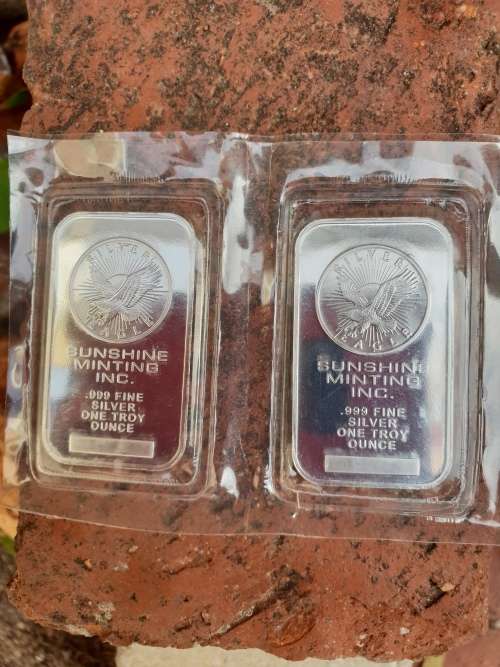 SILVER
EAGLE
SUNSHINE
MINTING
INC.
.999 FINE
SILVER
ONE TROY
OUNCE
SILVER
EAGLE
SUNSHINE
MINTING
INC.
.999 FINE
SILVER
ONE TROY
OUNCE